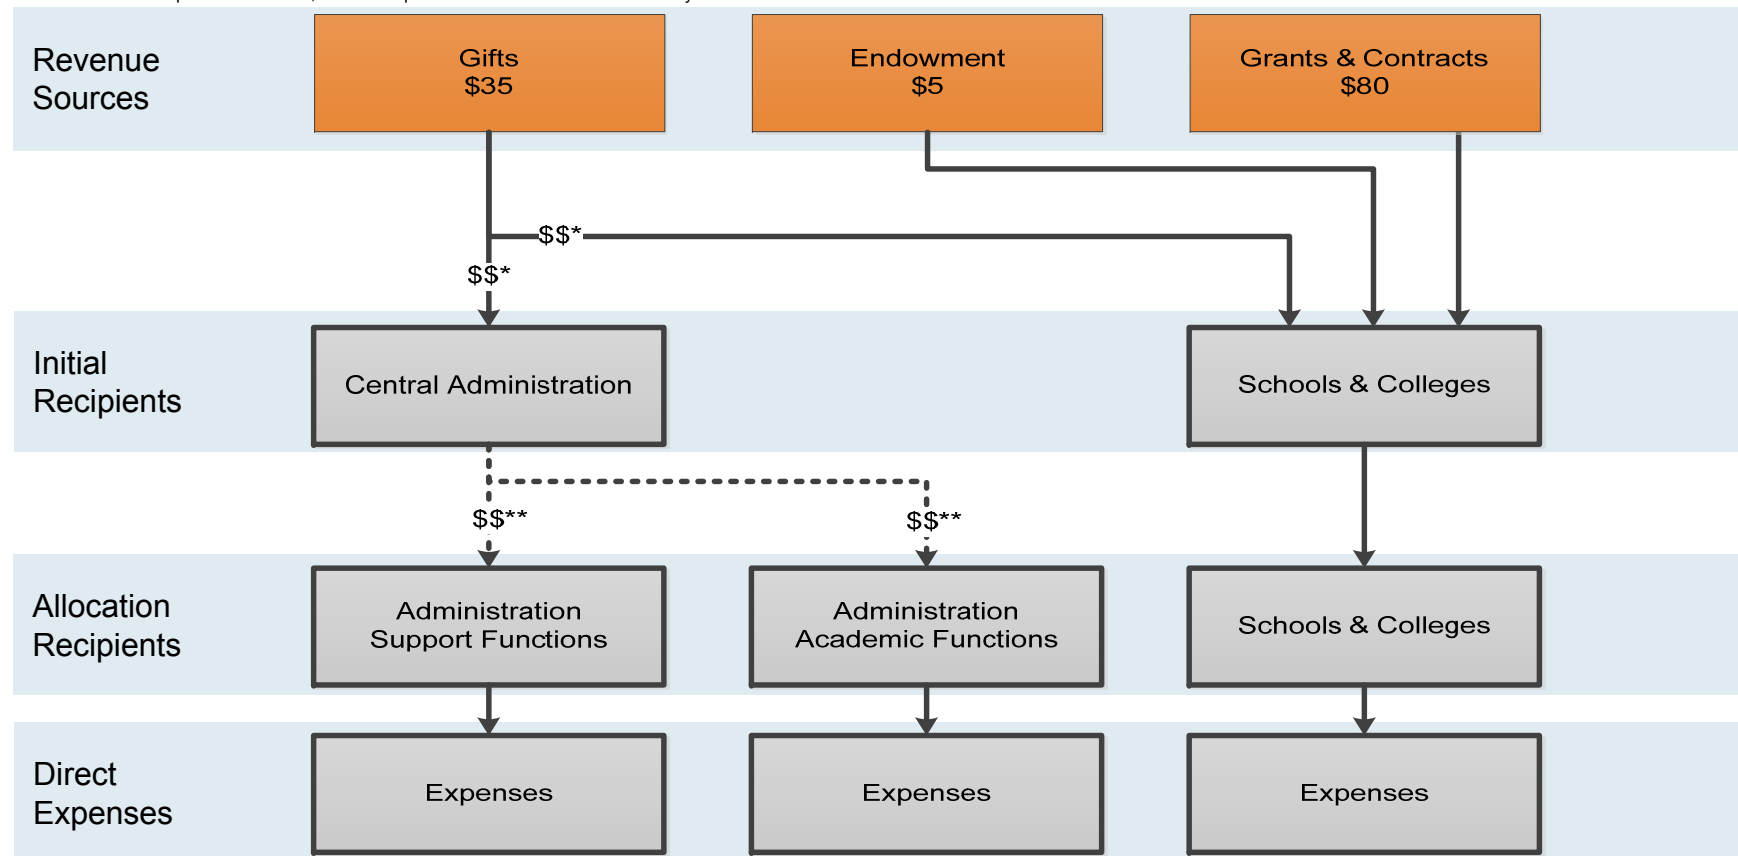 Revenue
Sources
Gifts
$35
Endowment
$5
Grants & Contracts
$80
$$*
$$*
Initial
Recipients
Central Administration
Schools & Colleges
$$**
$$**
Allocation
Recipients
Administration
Support Functions
Administration
Academic Functions
Schools & Colleges
Direct
Expenses
Expenses
Expenses
Expenses